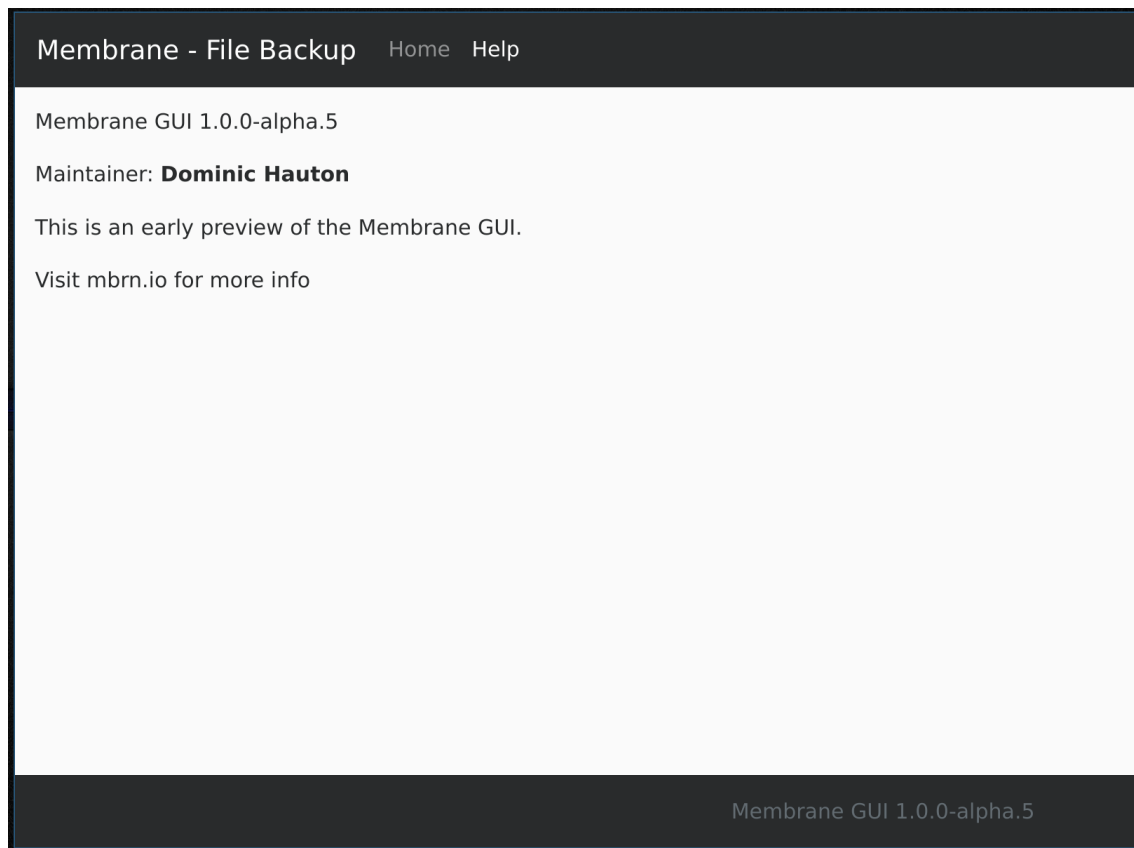 Membrane - File Backup Home Help
Membrane GUI 1.0.0-alpha.5
Maintainer: Dominic Hauton
This is an early preview of the Membrane GUI.
Visit mbrn.io for more info
Membrane GUI 1.0.0-alpha.5